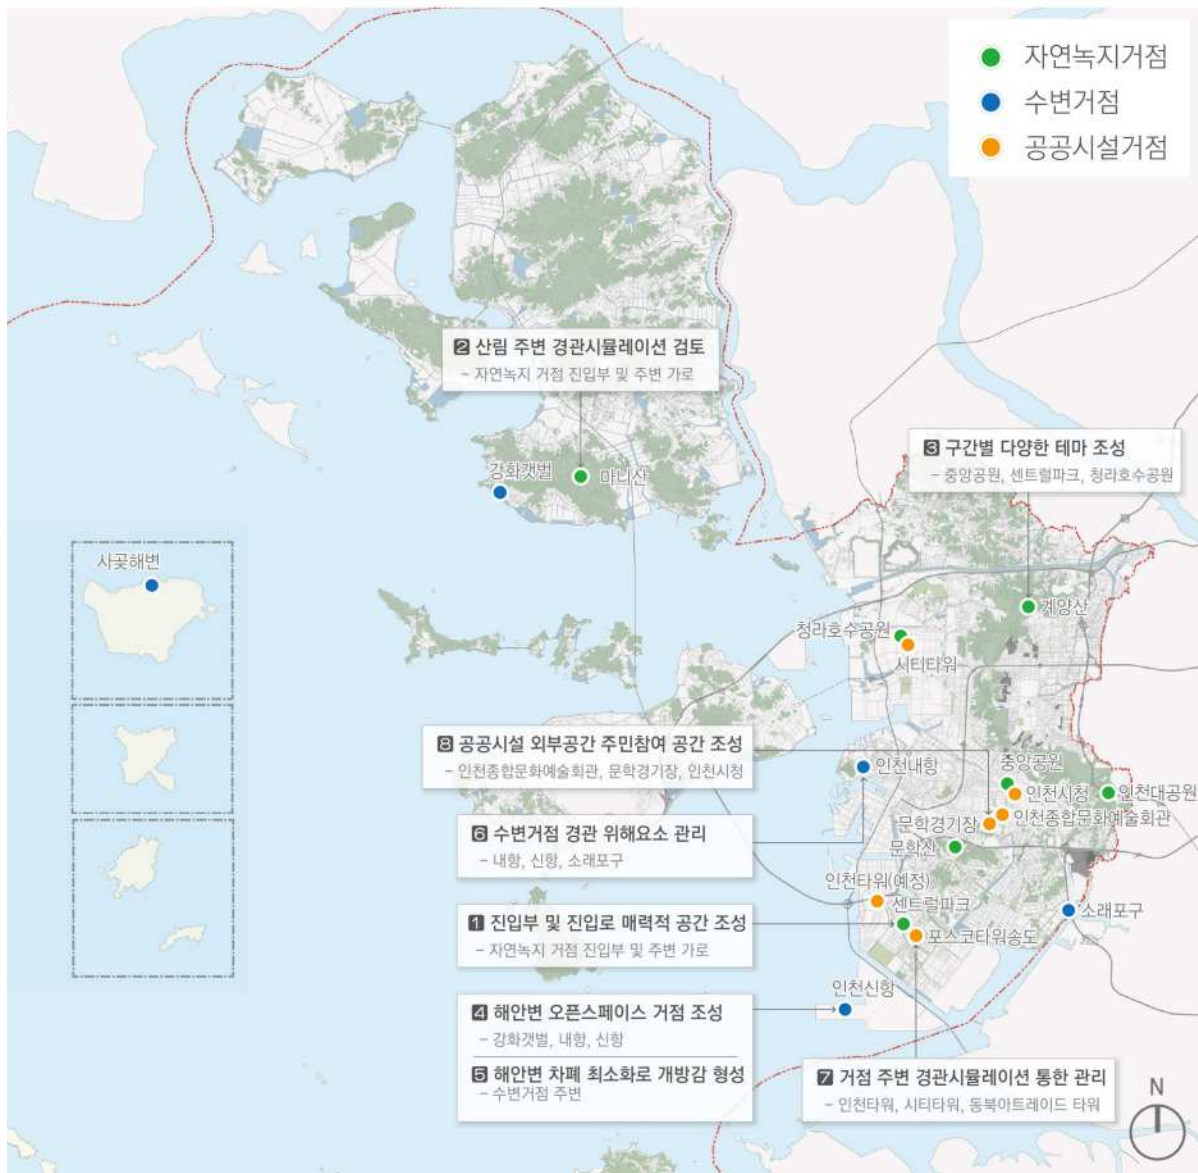 자연녹지거점
수변거점
공공시설거점
2 산림 주변 경관시뮬레이션 검토
– 자연녹지 거점 진입부 및 주변 가로
3 구간별 다양한 테마 조성
– 중앙공원, 센트럴파크, 청라호수공원
강화갯벌
마니산
사곶해변
계양산
청라호수공원
시티타워
8 공공시설 외부공간 주민참여 공간 조성
– 인천종합문화예술회관, 문학경기장, 인천시청
인천내항
중앙공원
인천시청
인천대공원
인천종합문화예술회관
문학경기장
문학산
6 수변거점 경관 위해요소 관리
– 내항, 신항, 소래포구
인천타워(예정)
센트럴파크
소래포구
1 진입부 및 진입로 매력적 공간 조성
– 자연녹지 거점 진입부 및 주변 가로
포스코타워송도
인천신항
4 해안변 오픈스페이스 거점 조성
– 강화갯벌, 내항, 신항
5 해안변 차폐 최소화로 개방감 형성
– 수변거점 주변
7 거점 주변 경관시뮬레이션 통한 관리
– 인천타워, 시티타워, 동북아트레이드 타워
N